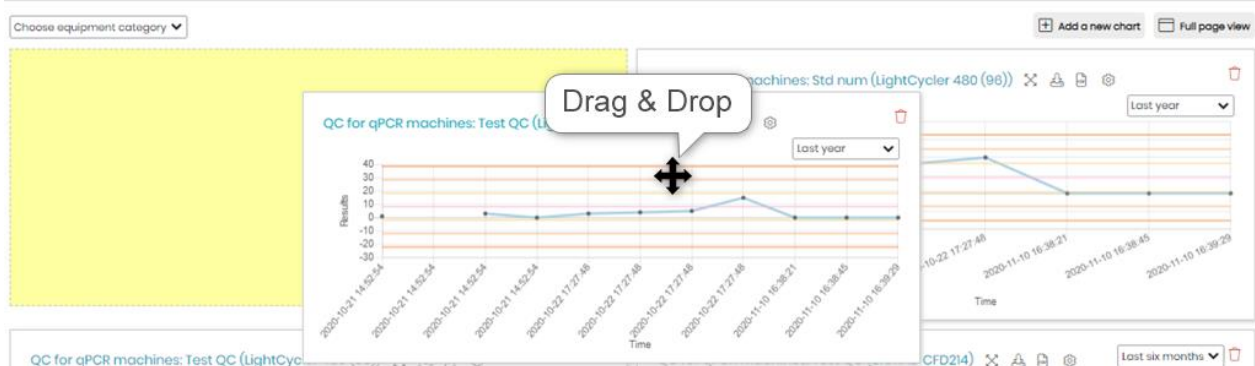 Choose equipment category
Add a new chart
Full page view
machines: Std num (LightCycler 480 (96))
Last year
Drag & Drop
QC for qPCR machines: Test QC (Li
Last year
40
30
20
10
0
-20
-30
Results
2020-10-21 14:52:54
2020-10-21 14:52:54
2020-10-21 14:52:54
2020-10-21 14:52:54
2020-10-22 17:27:48
2020-10-22 17:27:48
2020-10-22 17:27:48
2020-10-22 17:27:48
2020-11-10 16:38:21
2020-11-10 16:38:45
2020-11-10 16:39:29
Time
-10-22 17:27:48
2020-11-10 16:38:21
2020-11-10 16:38:45
2020-11-10 16:39:29
Time
QC for qPCR machines: Test QC (LightCyc
CFD214)
Last six months